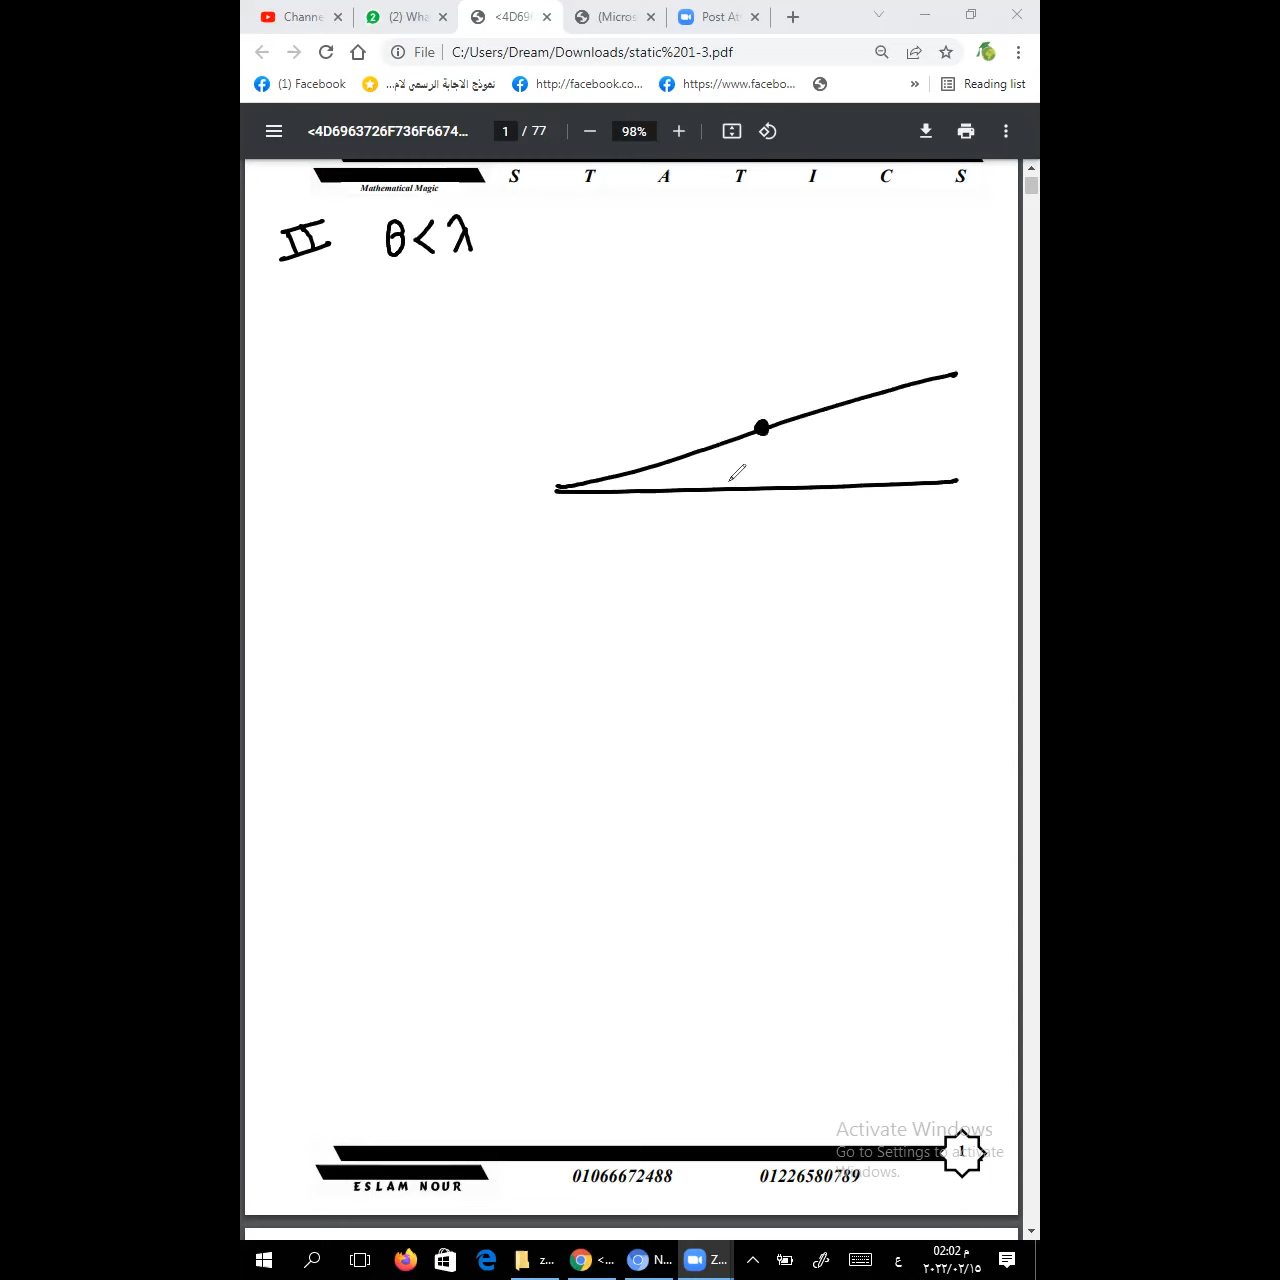 Channe
(2) Wha
<4D69
(Micros
Post At
File
C:/Users/Dream/Downloads/static%201-3.pdf
(1) Facebook
نموذج الاجابة الرسمى لام...
http://facebook.co...
https://www.facebo...
»
Reading list
<4D6963726F736F6674...
1 / 77
98%
Mathematical Magic
S T A T I C S
II θ < λ
Activate Windows
Go to Settings to activate
Windows.
1
ESLAM NOUR
01066672488
01226580789
z...
<...
N...
Z...
ع
02:02 م
٢٠٢٢/٠٢/١٥